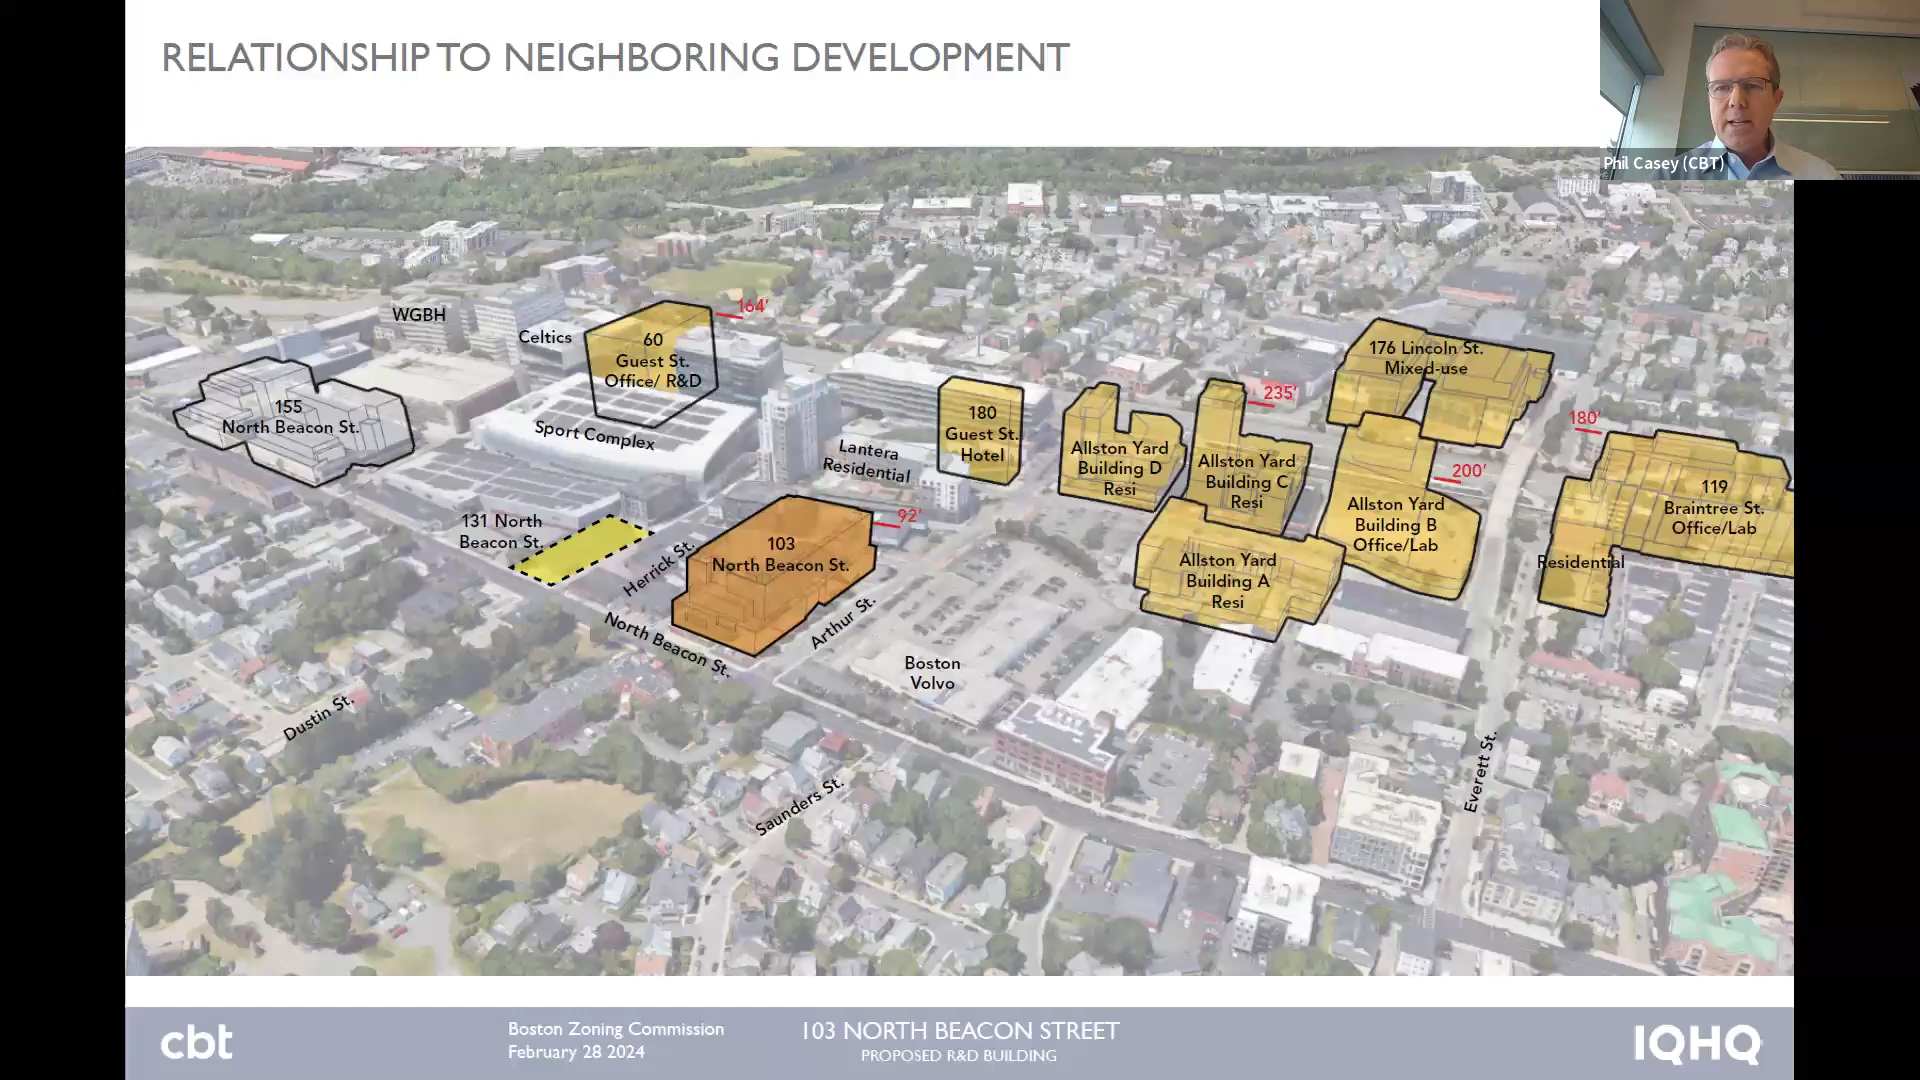 RELATIONSHIP TO NEIGHBORING DEVELOPMENT
Phil Casey (CBT)
WGBH
Celtics
60
Guest St.
Office/ R&D
164'
155
North Beacon St.
Sport Complex
Lantera
Residential
180
Guest St.
Hotel
Allston Yard
Building D
Resi
235'
Allston Yard
Building C
Resi
176 Lincoln St.
Mixed-use
180'
200'
Allston Yard
Building B
Office/Lab
119
Braintree St.
Office/Lab
Residential
131 North
Beacon St.
Herrick St.
92'
103
North Beacon St.
Allston Yard
Building A
Resi
North Beacon St.
Arthur St.
Boston
Volvo
Dustin St.
Saunders St.
Everett St.
cbt
Boston Zoning Commission
February 28 2024
103 NORTH BEACON STREET
PROPOSED R&D BUILDING
IQHQ